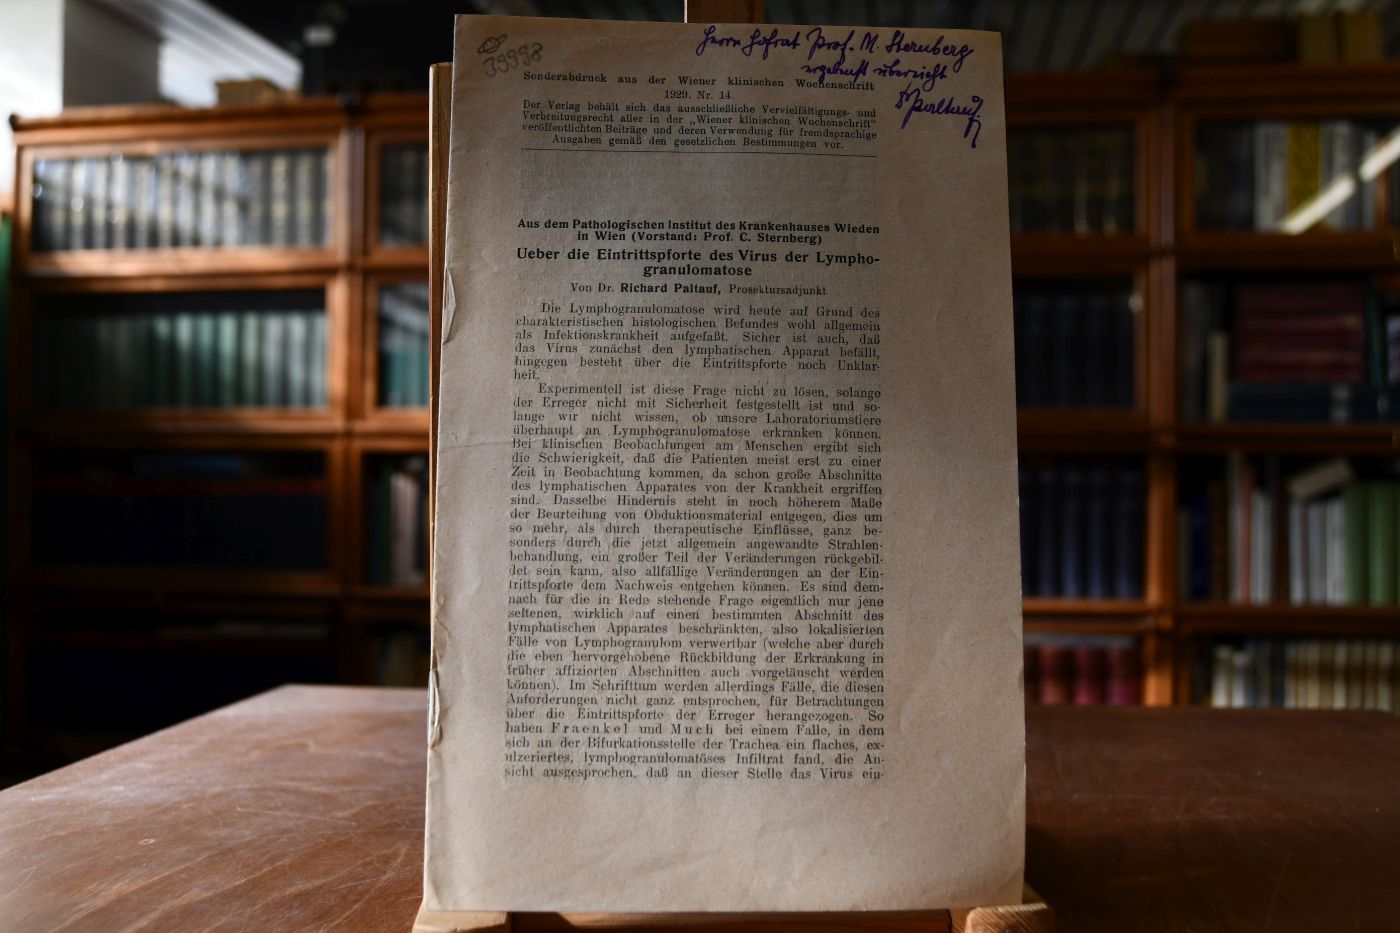 39998
Herrn Hofrat Prof. M. Sternberg
ergebenst überreicht
RPaltauf
Sonderabdruck aus der Wiener klinischen Wochenschrift
1929. Nr. 14.
Der Verlag behält sich das ausschließliche Vervielfältigungs- und
Verbreitungsrecht aller in der „Wiener klinischen Wochenschrift“
veröffentlichten Beiträge und deren Verwendung für fremdsprachige
Ausgaben gemäß den gesetzlichen Bestimmungen vor.
Aus dem Pathologischen Institut des Krankenhauses Wieden
in Wien (Vorstand: Prof. C. Sternberg)
Ueber die Eintrittspforte des Virus der Lympho-
granulomatose
Von Dr. Richard Paltauf, Prosektursadjunkt
Die Lymphogranulomatose wird heute auf Grund des
charakteristischen histologischen Befundes wohl allgemein
als Infektionskrankheit aufgefaßt. Sicher ist auch, daß
das Virus zunächst den lymphatischen Apparat befällt,
hingegen besteht über die Eintrittspforte noch Unklar-
heit.
Experimentell ist diese Frage nicht zu lösen, solange
der Erreger nicht mit Sicherheit festgestellt ist und so-
lange wir nicht wissen, ob unsere Laboratoriumstiere
überhaupt an Lymphogranulomatose erkranken können.
Bei klinischen Beobachtungen am Menschen ergibt sich
die Schwierigkeit, daß die Patienten meist erst zu einer
Zeit in Beobachtung kommen, da schon große Abschnitte
des lymphatischen Apparates von der Krankheit ergriffen
sind. Dasselbe Hindernis steht in noch höherem Maße
der Beurteilung von Obduktionsmaterial entgegen, dies um
so mehr, als durch therapeutische Einflüsse, ganz be-
sonders durch die jetzt allgemein angewandte Strahlen-
behandlung, ein großer Teil der Veränderungen rückgebil-
det sein kann, also allfällige Veränderungen an der Ein-
trittspforte dem Nachweis entgehen können. Es sind dem-
nach für die in Rede stehende Frage eigentlich nur jene
seltenen, wirklich auf einen bestimmten Abschnitt des
lymphatischen Apparates beschränkten, also lokalisierten
Fälle von Lymphogranulom verwertbar (welche aber durch
die eben hervorgehobene Rückbildung der Erkrankung in
früher affizierten Abschnitten auch vorgetäuscht werden
können). Im Schrifttum werden allerdings Fälle, die diesen
Anforderungen nicht ganz entsprechen, für Betrachtungen
über die Eintrittspforte der Erreger herangezogen. So
haben Fraenkel und Much bei einem Falle, in dem
sich an der Bifurkationsstelle der Trachea ein flaches, ex-
ulzeriertes, lymphogranulomatöses Infiltrat fand, die An-
sicht ausgesprochen, daß an dieser Stelle das Virus ein-